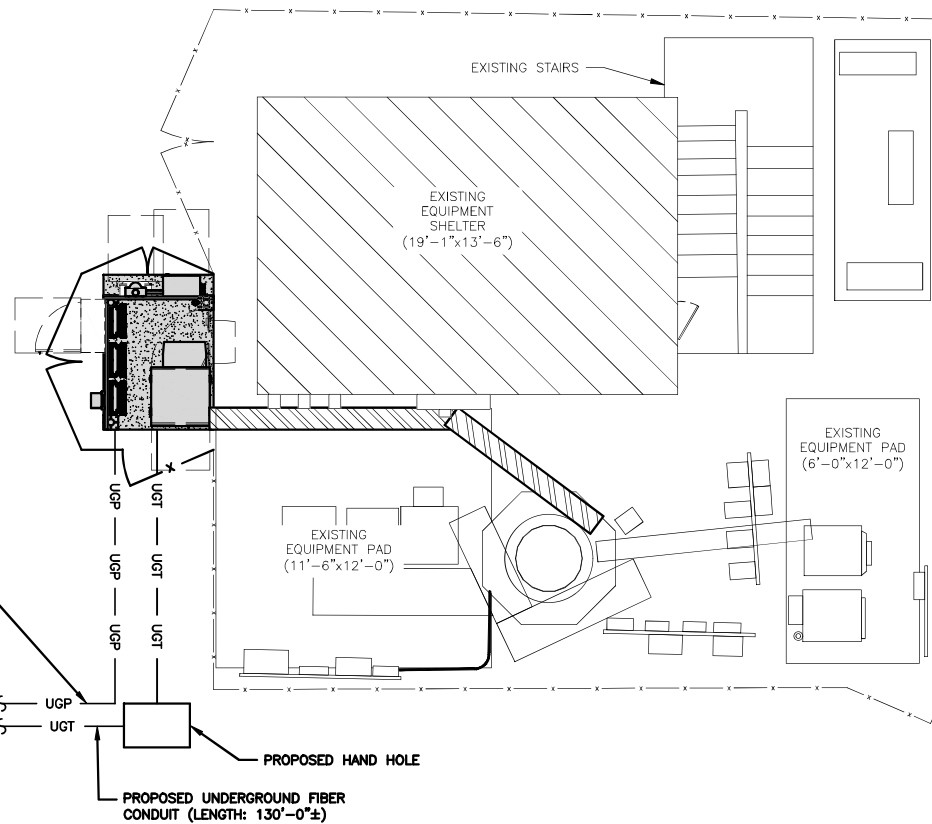 EXISTING STAIRS
EXISTING
EQUIPMENT
SHELTER
(19'-1"x13'-6")
EXISTING
EQUIPMENT PAD
(6'-0"x12'-0")
EXISTING
EQUIPMENT PAD
(11'-6"x12'-0")
UGP
UGT
UGP
UGT
UGP
UGT
UGP
UGT
PROPOSED HAND HOLE
PROPOSED UNDERGROUND FIBER
CONDUIT (LENGTH: 130'-0"±)